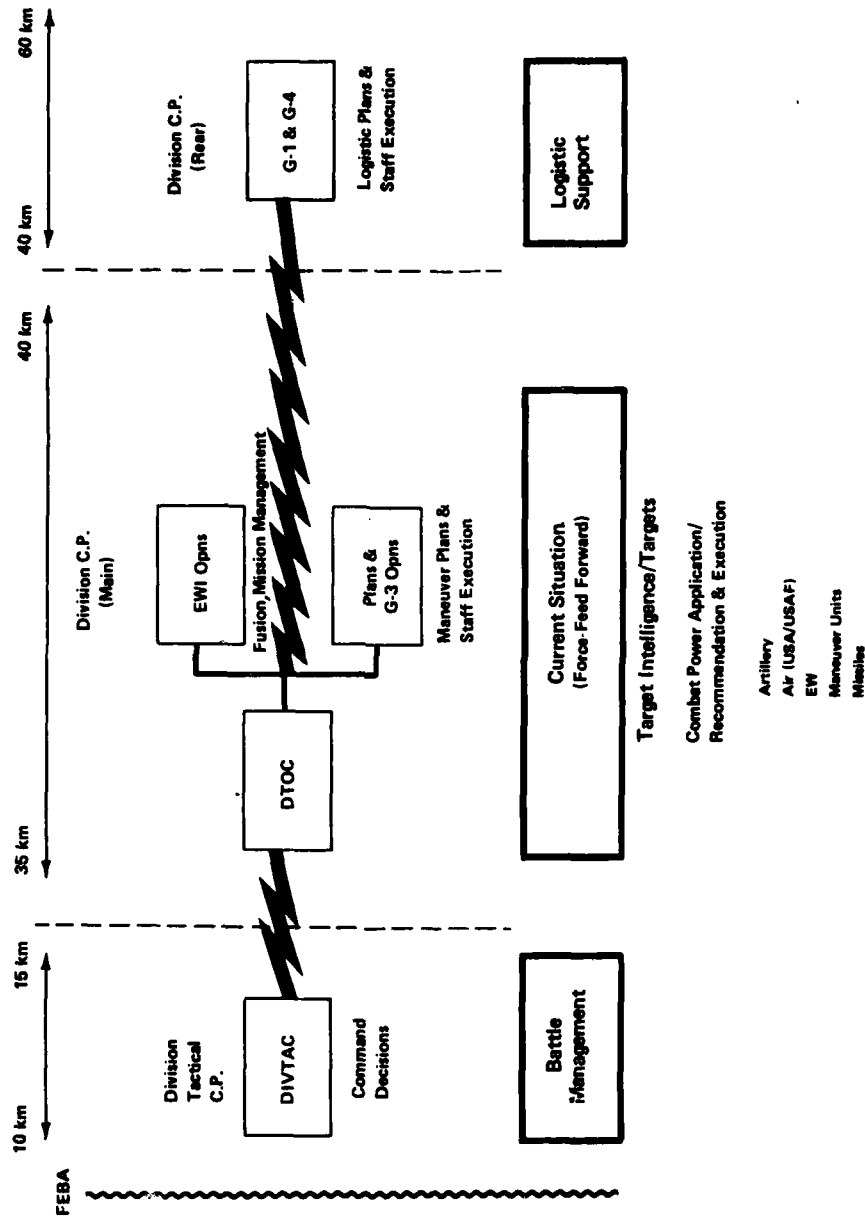 FEBA
10 km
15 km
35 km
40 km
40 km
60 km
Division
Tactical
C.P.
DIVTAC
Command
Decisions
Battle
Management
Division C.P.
(Main)
DTOC
EWI Opns
Fusion, Mission Management
Plans &
G-3 Opns
Maneuver Plans &
Staff Execution
Current Situation
(Force-Feed Forward)
Target Intelligence/Targets
Combat Power Application/
Recommendation & Execution
Artillery
Air (USA/USAF)
EW
Maneuver Units
Missiles
Division C.P.
(Rear)
G-1 & G-4
Logistic Plans &
Staff Execution
Logistic
Support